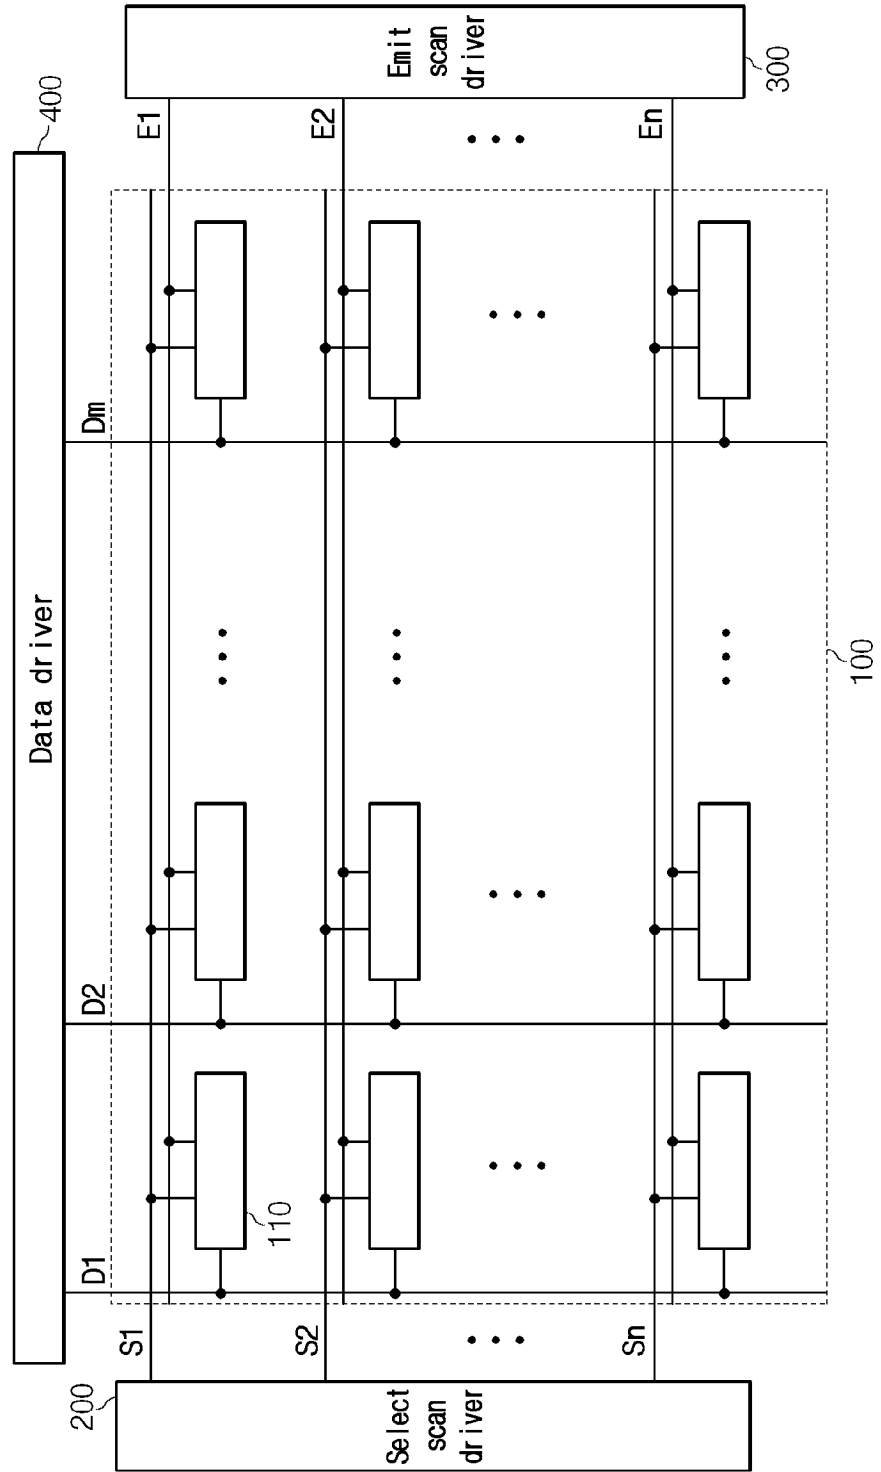 400
Data driver
D1
D2
Dm
200
S1
E1
110
Select
scan
driver
S2
E2
Emit
scan
driver
Sn
En
300
100